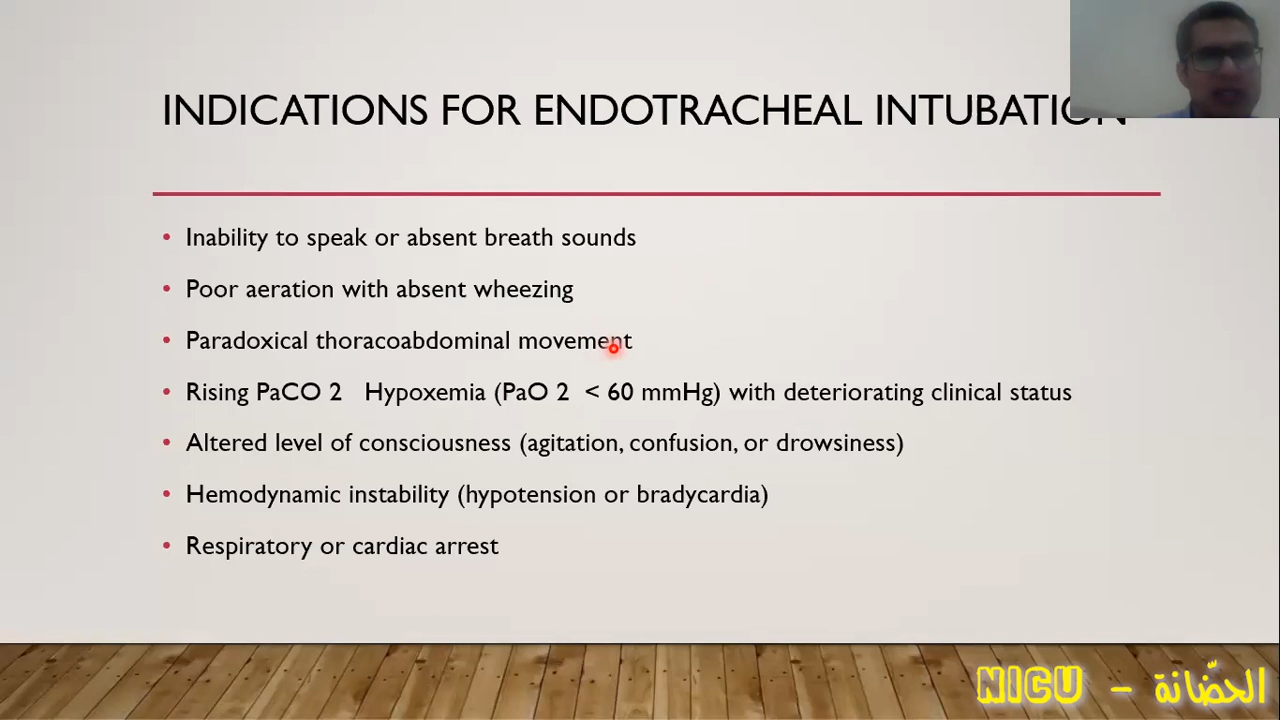 INDICATIONS FOR ENDOTRACHEAL INTUBATION
• Inability to speak or absent breath sounds
• Poor aeration with absent wheezing
• Paradoxical thoracoabdominal movement
• Rising PaCO 2 Hypoxemia (PaO 2 < 60 mmHg) with deteriorating clinical status
• Altered level of consciousness (agitation, confusion, or drowsiness)
• Hemodynamic instability (hypotension or bradycardia)
• Respiratory or cardiac arrest
الحضّانة – NICU